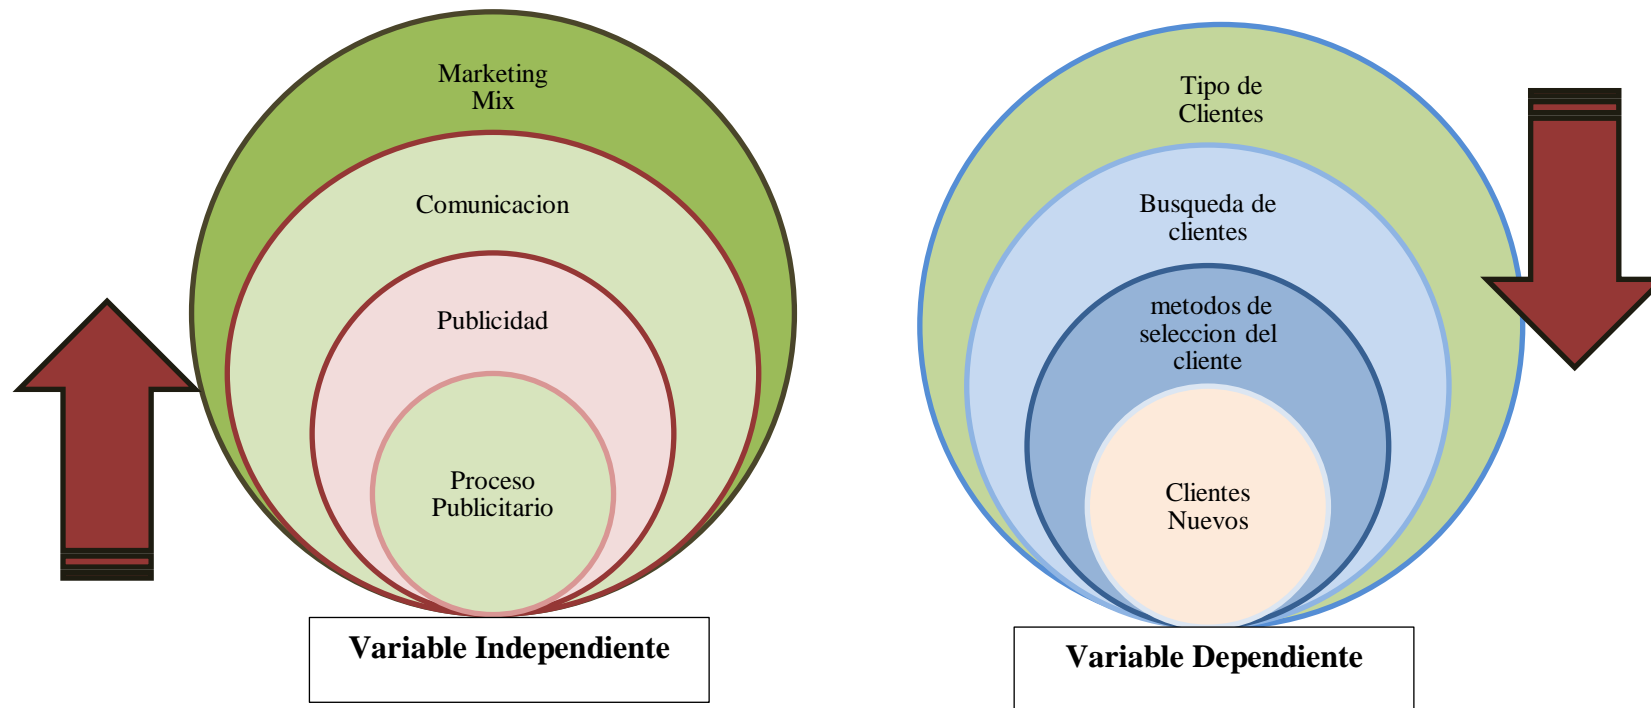 Marketing
Mix
Comunicacion
Publicidad
Proceso
Publicitario
Variable Independiente
Tipo de
Clientes
Busqueda de
clientes
metodos de
seleccion del
cliente
Clientes
Nuevos
Variable Dependiente